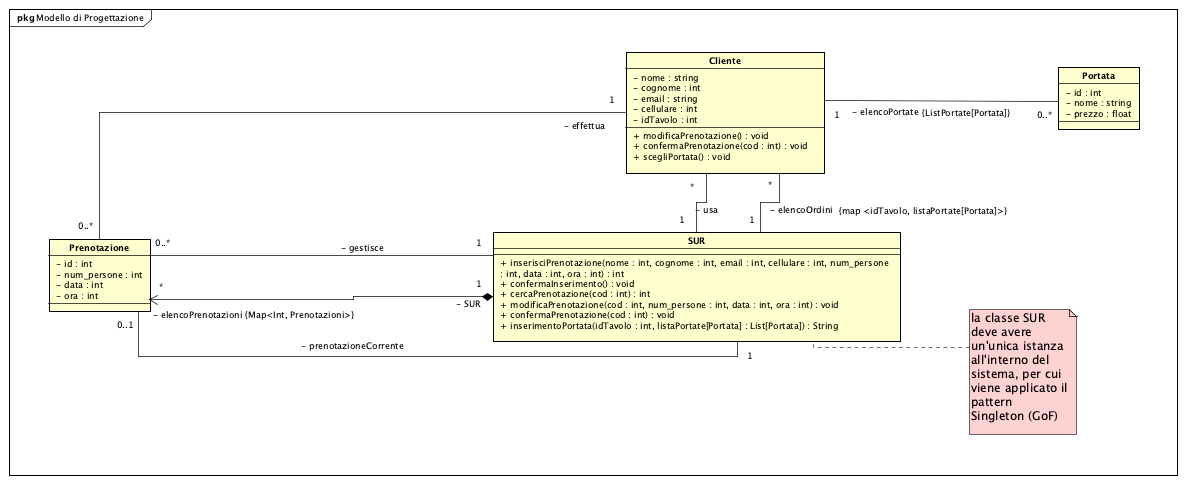 pkg Modello di Progettazione
Cliente
– nome : string
– cognome : int
– email : string
– cellulare : int
– idTavolo : int
+ modificaPrenotazione() : void
+ confermaPrenotazione(cod : int) : void
+ scegliPortata() : void
Portata
– id : int
– nome : string
– prezzo : float
1
– effettua
0..*
1
– elencoPortate {ListPortate[Portata]}
0..*
*
– usa
1
*
– elencoOrdini {map <idTavolo, listaPortate[Portata]>}
1
Prenotazione
– id : int
– num_persone : int
– data : int
– ora : int
0..*
– gestisce
1
*
– elencoPrenotazioni {Map<Int, Prenotazioni>}
1
– SUR
0..1
– prenotazioneCorrente
1
SUR
+ inserisciPrenotazione(nome : int, cognome : int, email : int, cellulare : int, num_persone
: int, data : int, ora : int) : int
+ confermaInserimento() : void
+ cercaPrenotazione(cod : int) : int
+ modificaPrenotazione(cod : int, num_persone : int, data : int, ora : int) : void
+ confermaPrenotazione(cod : int) : void
+ inserimentoPortata(idTavolo : int, listaPortate[Portata] : List[Portata]) : String
la classe SUR
deve avere
un'unica istanza
all'interno del
sistema, per cui
viene applicato il
pattern
Singleton (GoF)